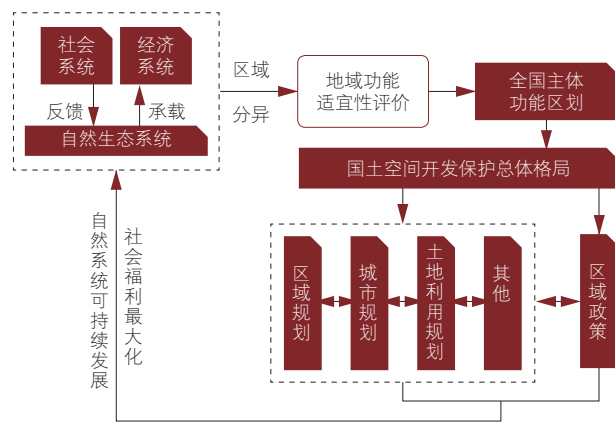 社会
系统
经济
系统
反馈
承载
自然生态系统
区域
分异
地域功能
适宜性评价
全国主体
功能区划
国土空间开发保护总体格局
区域规划
城市规划
土地利用规划
其他
区域政策
自然系统可持续发展
社会福利最大化